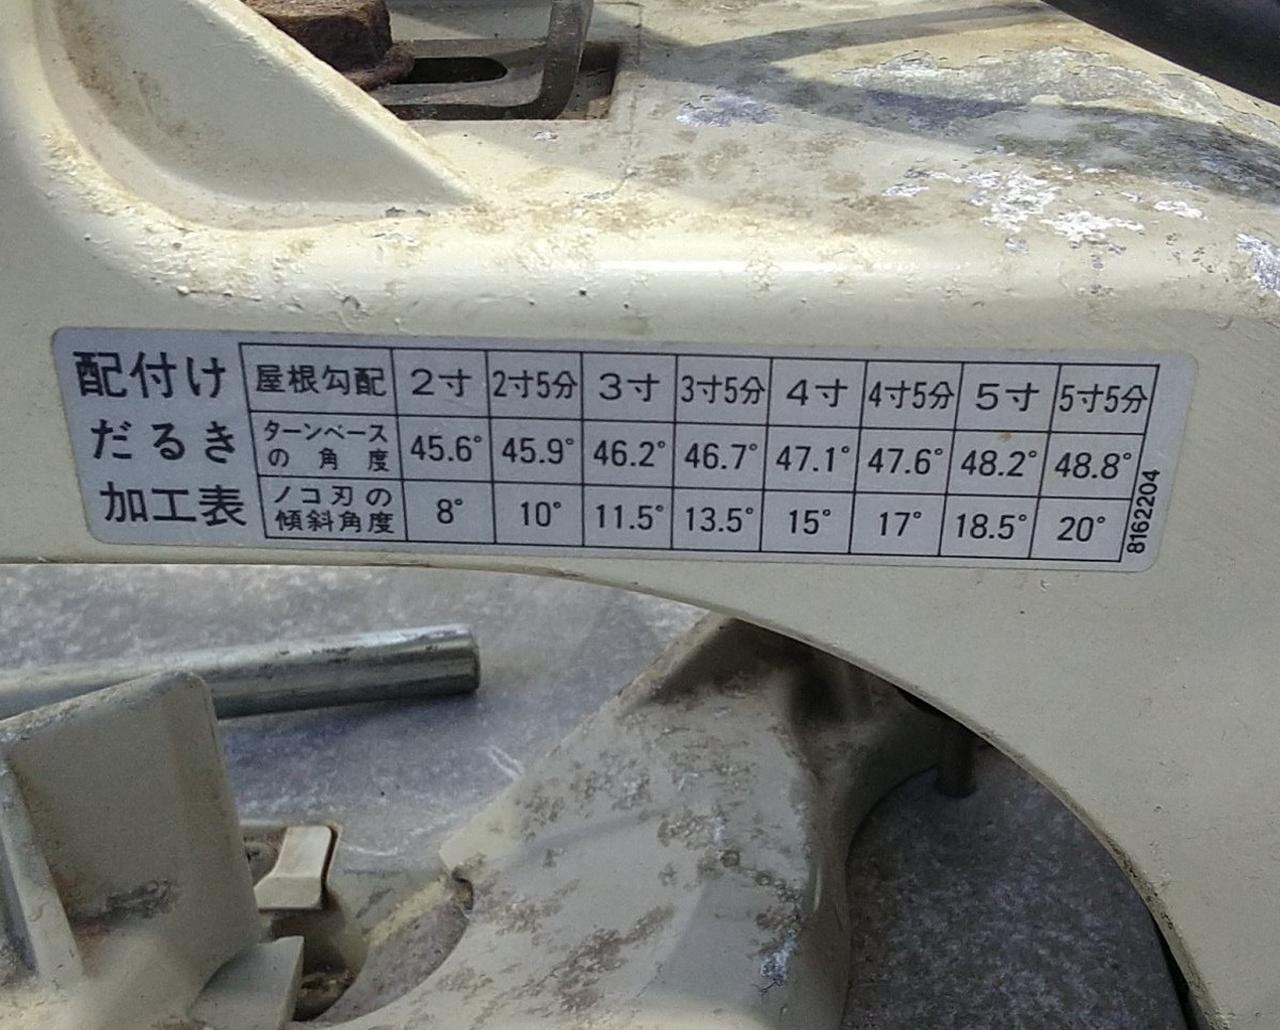 配付け
だるき
加工表
屋根勾配 2寸 2寸5分 3寸 3寸5分 4寸 4寸5分 5寸 5寸5分
ターンベース
の角度 45.6° 45.9° 46.2° 46.7° 47.1° 47.6° 48.2° 48.8°
ノコ刃の
傾斜角度 8° 10° 11.5° 13.5° 15° 17° 18.5° 20°
8162204